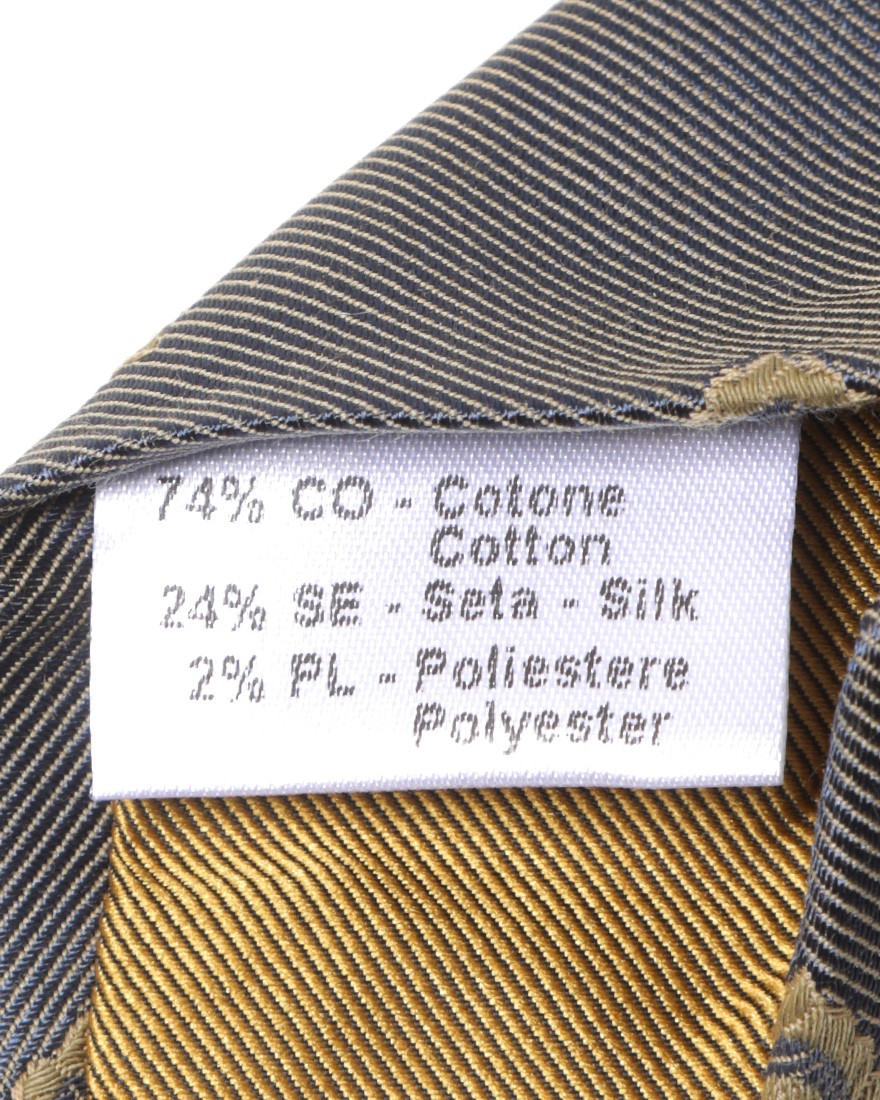 74% CO - Cotone
Cotton
24% SE - Seta - Silk
2% PL - Poliestere
Polyester